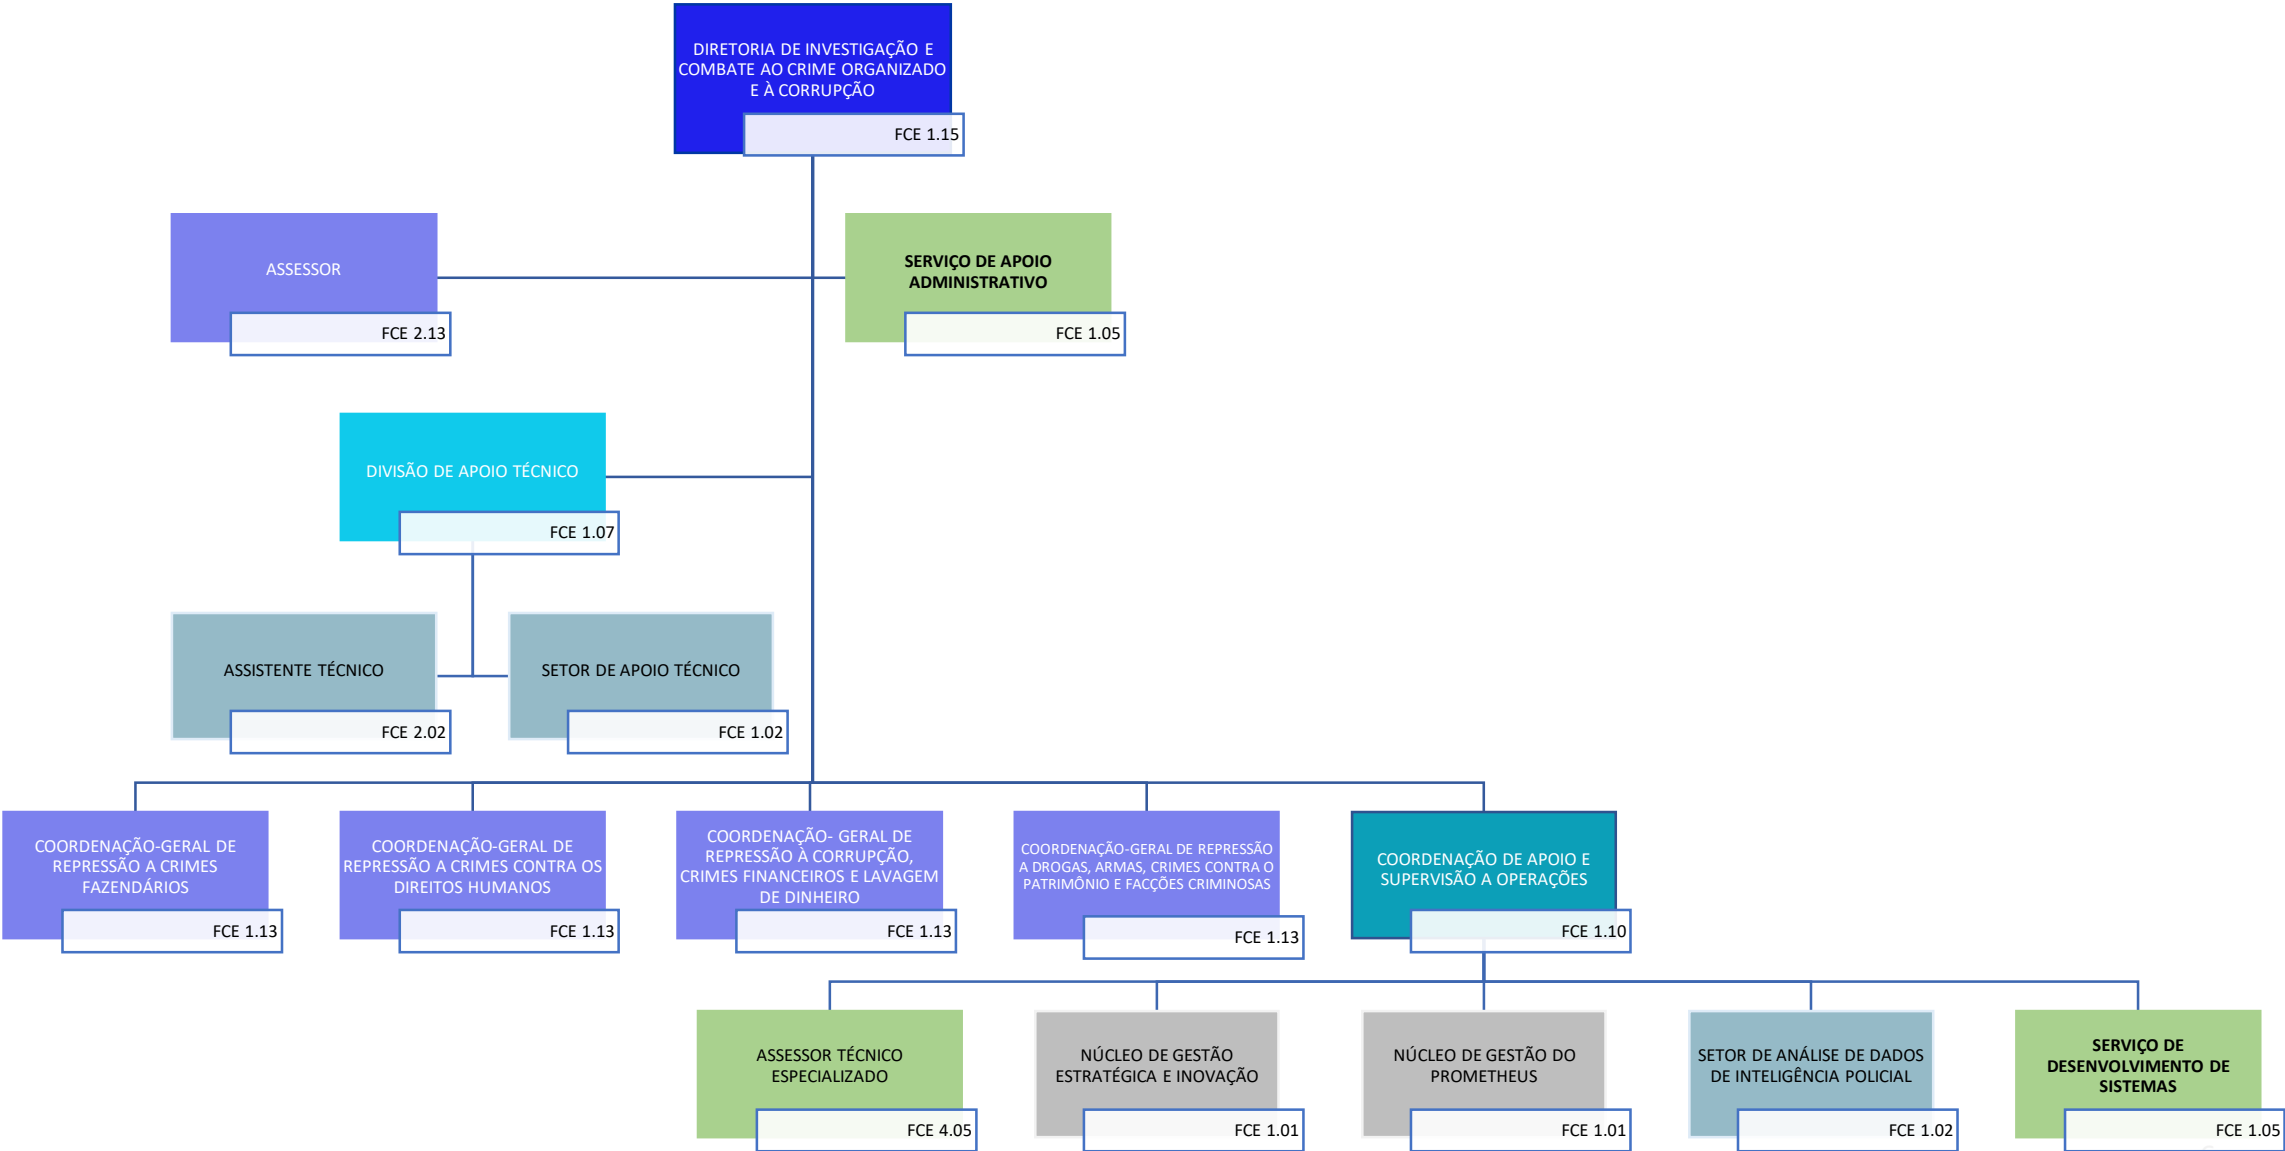 DIRETORIA DE INVESTIGAÇÃO E
COMBATE AO CRIME ORGANIZADO
E À CORRUPÇÃO
FCE 1.15
ASSESSOR
FCE 2.13
SERVIÇO DE APOIO
ADMINISTRATIVO
FCE 1.05
DIVISÃO DE APOIO TÉCNICO
FCE 1.07
ASSISTENTE TÉCNICO
FCE 2.02
SETOR DE APOIO TÉCNICO
FCE 1.02
COORDENAÇÃO-GERAL DE
REPRESSÃO A CRIMES
FAZENDÁRIOS
FCE 1.13
COORDENAÇÃO-GERAL DE
REPRESSÃO A CRIMES CONTRA OS
DIREITOS HUMANOS
FCE 1.13
COORDENAÇÃO- GERAL DE
REPRESSÃO À CORRUPÇÃO,
CRIMES FINANCEIROS E LAVAGEM
DE DINHEIRO
FCE 1.13
COORDENAÇÃO-GERAL DE REPRESSÃO
A DROGAS, ARMAS, CRIMES CONTRA O
PATRIMÔNIO E FACÇÕES CRIMINOSAS
FCE 1.13
COORDENAÇÃO DE APOIO E
SUPERVISÃO A OPERAÇÕES
FCE 1.10
ASSESSOR TÉCNICO
ESPECIALIZADO
FCE 4.05
NÚCLEO DE GESTÃO
ESTRATÉGICA E INOVAÇÃO
FCE 1.01
NÚCLEO DE GESTÃO DO
PROMETHEUS
FCE 1.01
SETOR DE ANÁLISE DE DADOS
DE INTELIGÊNCIA POLICIAL
FCE 1.02
SERVIÇO DE
DESENVOLVIMENTO DE
SISTEMAS
FCE 1.05